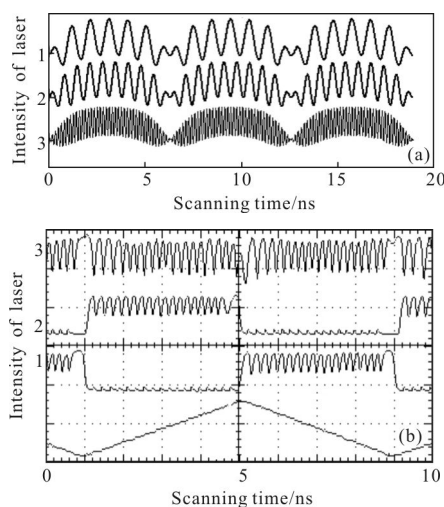 Intensity of laser
1
2
3
(a)
0 5 10 15 20
Scanning time/ns
Intensity of laser
3
2
1
(b)
0 5 10
Scanning time/ns